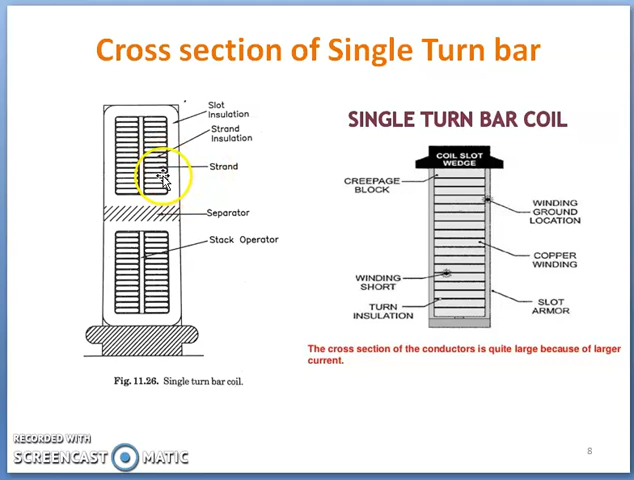 Cross section of Single Turn bar
Slot
Insulation
Strand
Insulation
Strand
Separator
Stack Operator
Fig. 11.26. Single turn bar coil.
SINGLE TURN BAR COIL
COIL SLOT
WEDGE
CREEPAGE
BLOCK
WINDING
GROUND
LOCATION
COPPER
WINDING
WINDING
SHORT
SLOT
ARMOR
TURN
INSULATION
The cross section of the conductors is quite large because of larger
current.
RECORDED WITH
SCREENCAST MATIC
8